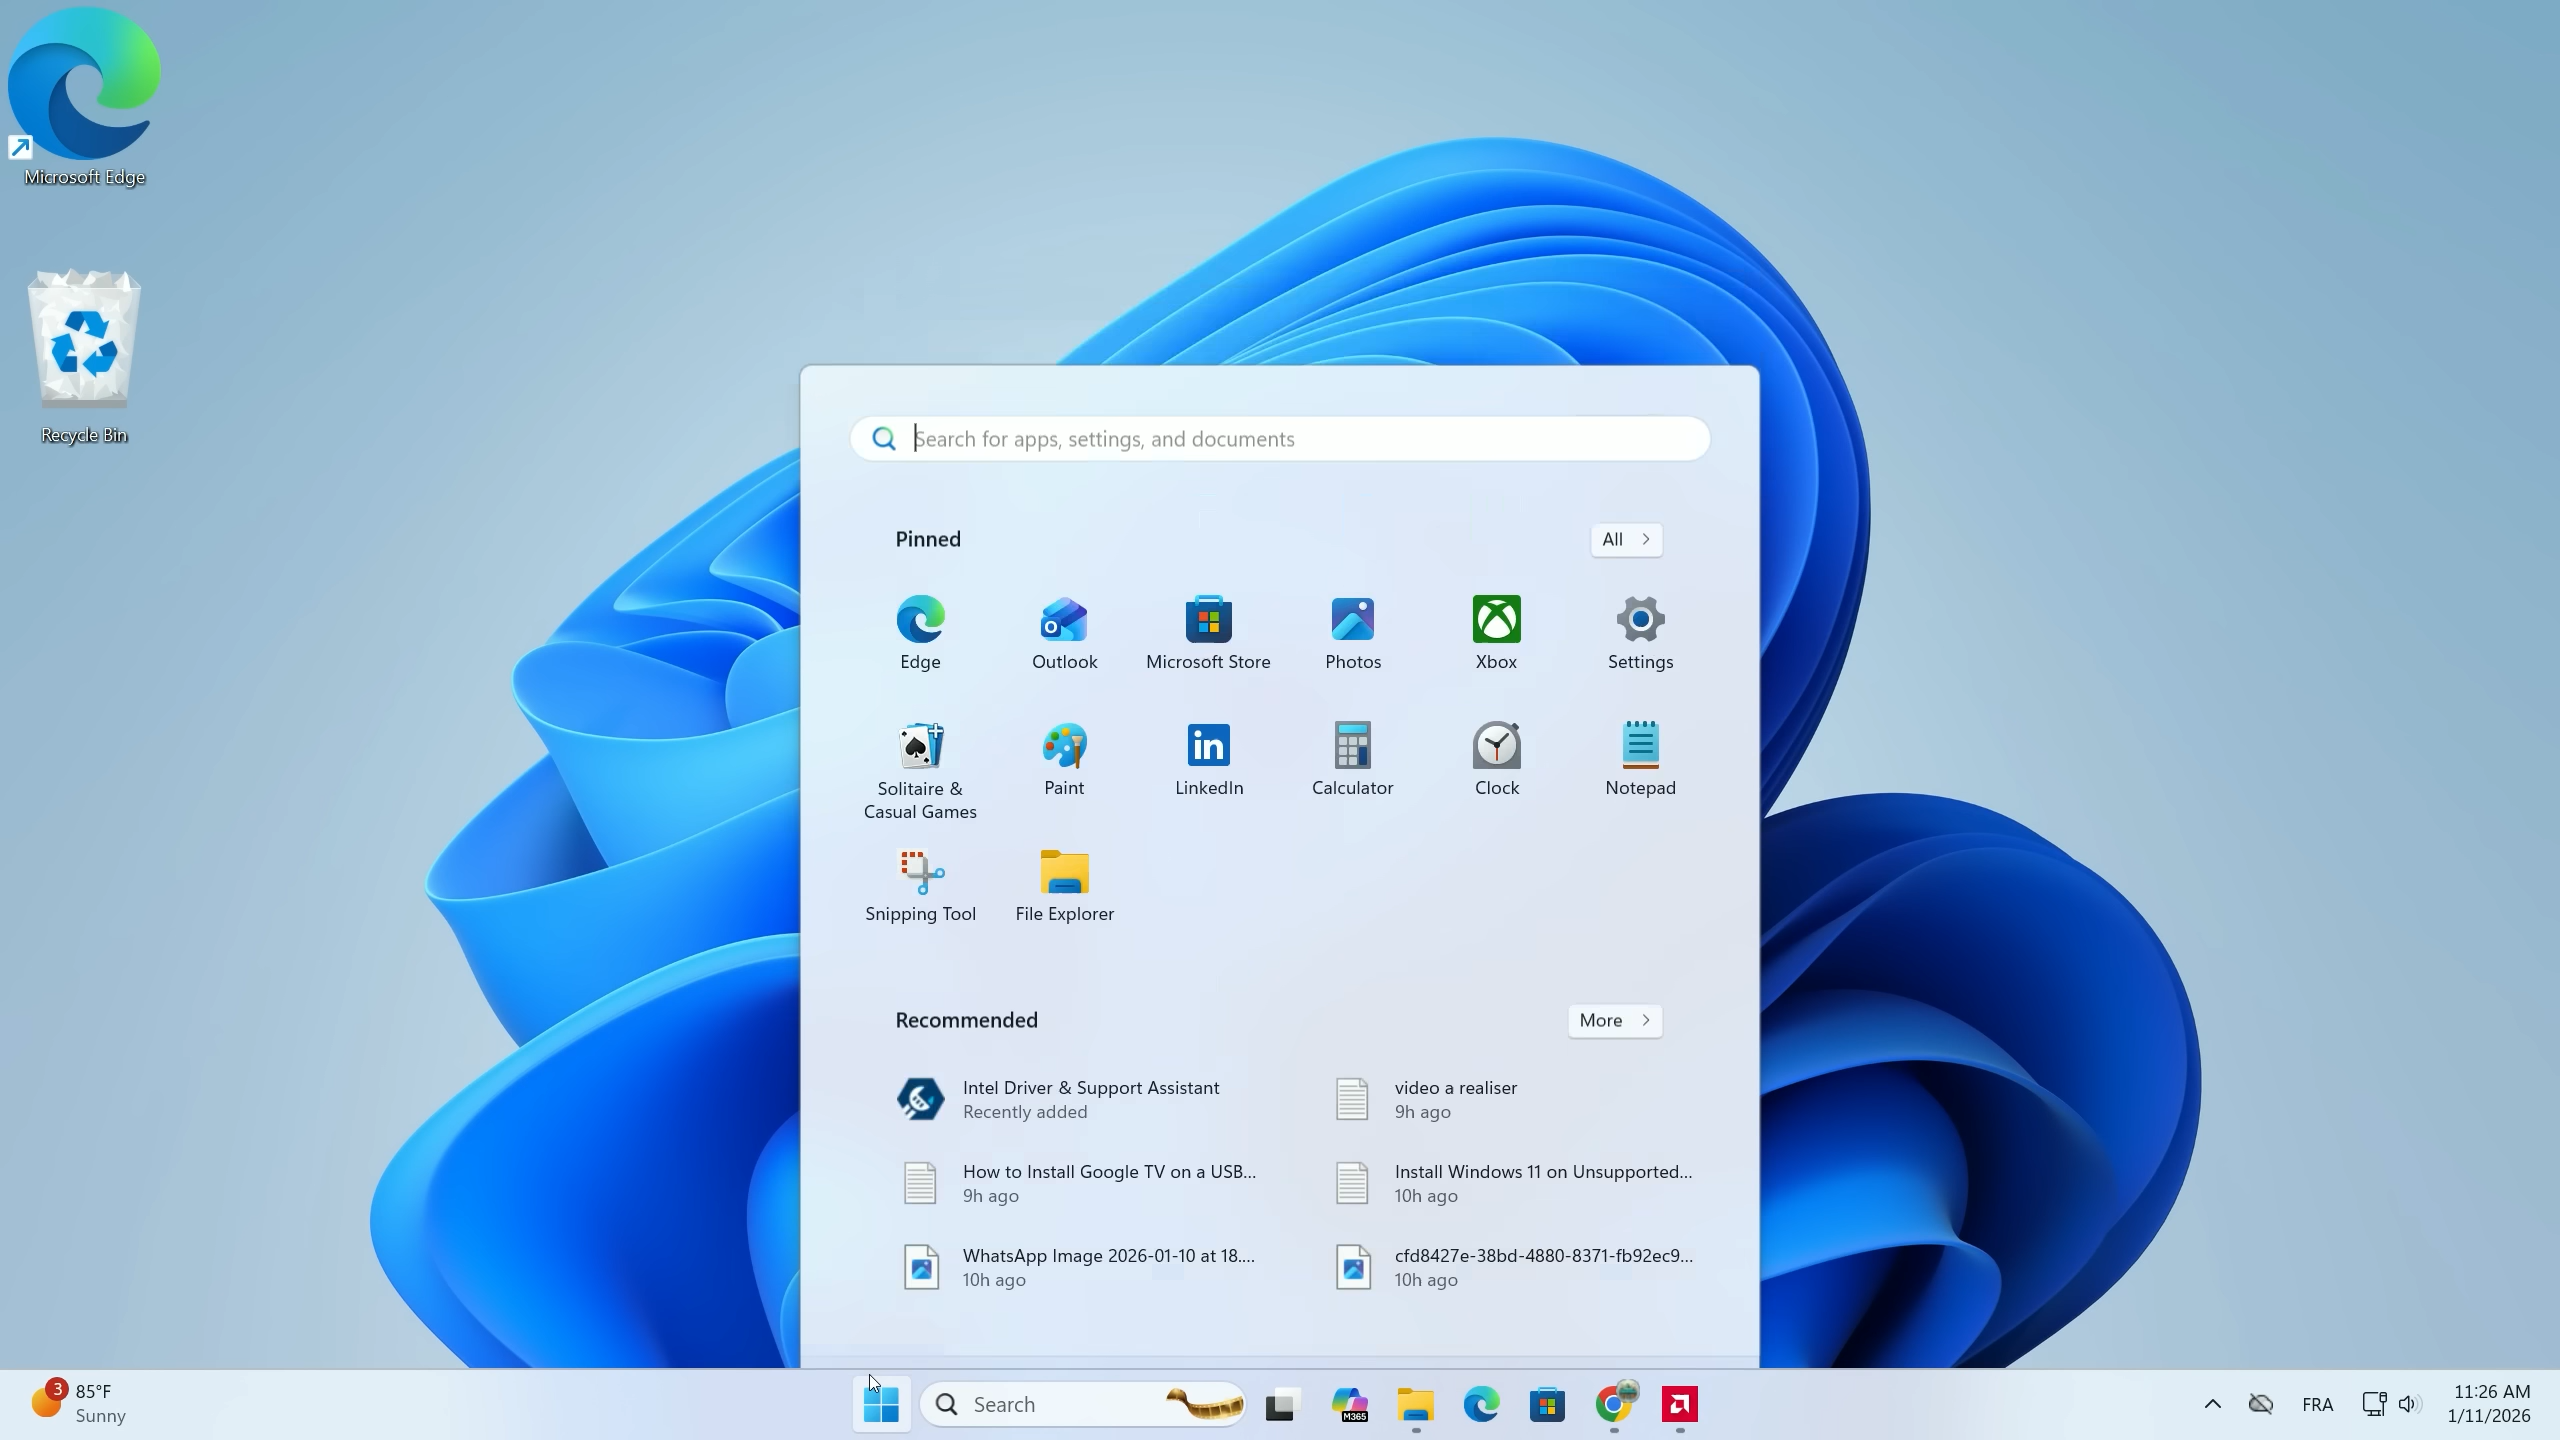 Microsoft Edge
Recycle Bin
Search for apps, settings, and documents
Pinned
All
Edge
Outlook
Microsoft Store
Photos
Xbox
Settings
Solitaire &
Casual Games
Paint
LinkedIn
Calculator
Clock
Notepad
Snipping Tool
File Explorer
Recommended
More
Intel Driver & Support Assistant
Recently added
video a realiser
9h ago
How to Install Google TV on a USB...
9h ago
Install Windows 11 on Unsupported...
10h ago
WhatsApp Image 2026-01-10 at 18....
10h ago
cfd8427e-38bd-4880-8371-fb92ec9...
10h ago
3
85°F
Sunny
Search
M365
FRA
11:26 AM
1/11/2026